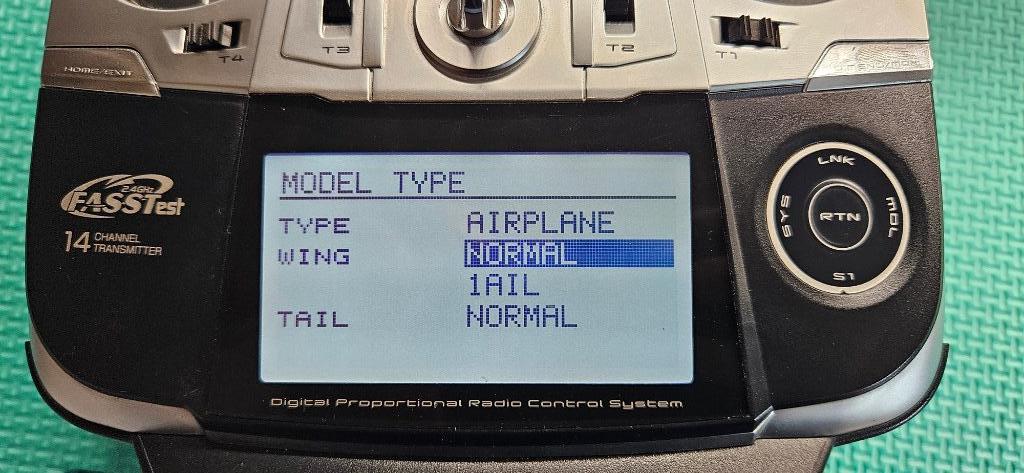 T4
T3
T2
T1
HOME/EXIT
2.4GHz
FASSTest
14 CHANNEL
TRANSMITTER
MODEL TYPE
TYPE AIRPLANE
WING NORMAL
1AIL
TAIL NORMAL
LNK
SYS
RTN
MDL
S1
Digital Proportional Radio Control System